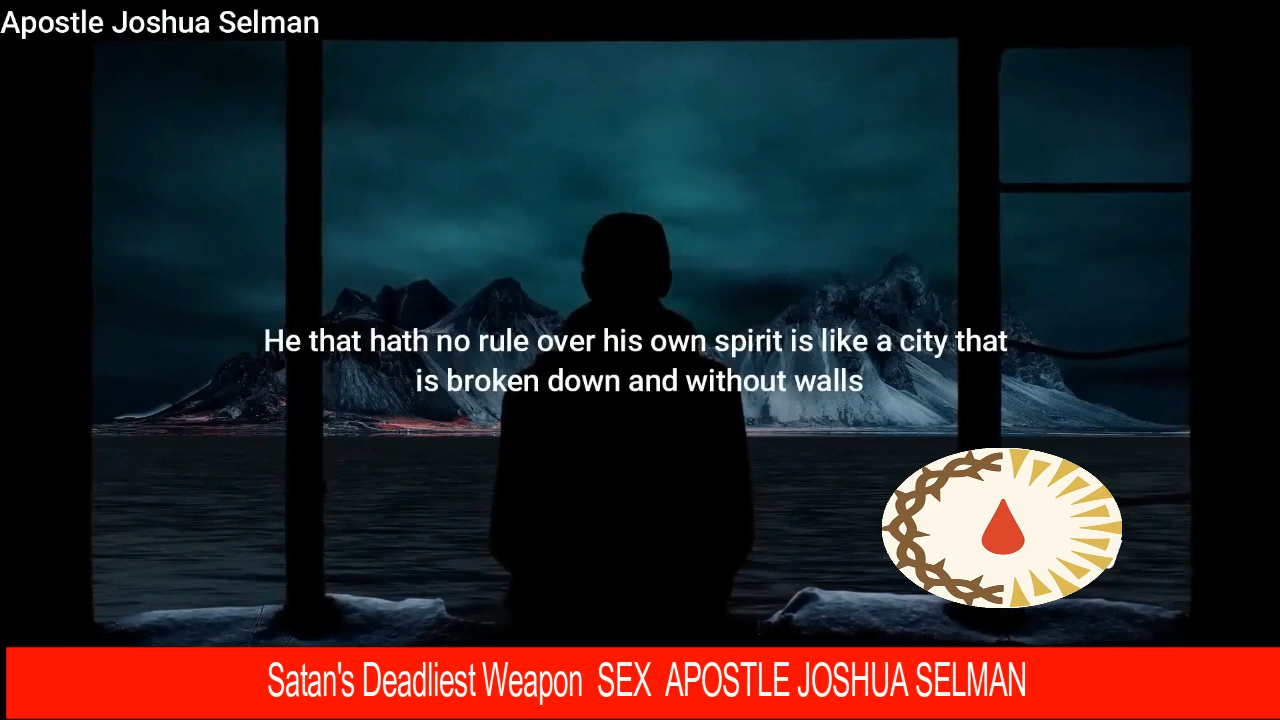 Apostle Joshua Selman
He that hath no rule over his own spirit is like a city that
is broken down and without walls
Satan's Deadliest Weapon SEX APOSTLE JOSHUA SELMAN